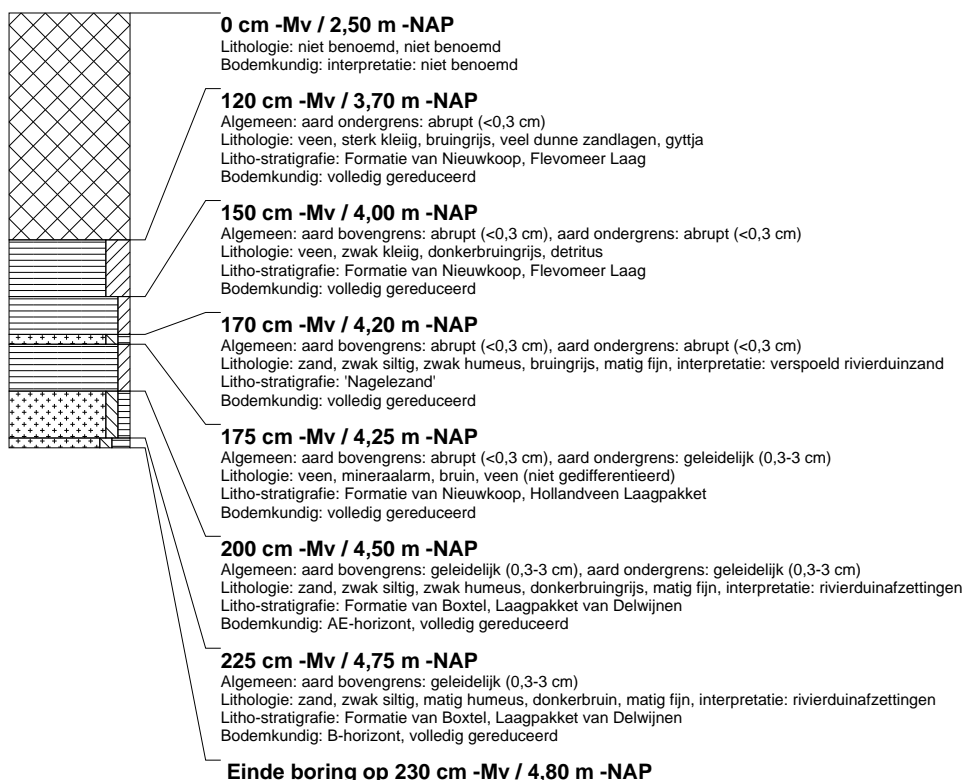 0 cm -Mv / 2,50 m -NAP
Lithologie: niet benoemd, niet benoemd
Bodemkundig: interpretatie: niet benoemd
120 cm -Mv / 3,70 m -NAP
Algemeen: aard ondergrens: abrupt (<0,3 cm)
Lithologie: veen, sterk kleiig, bruingrijs, veel dunne zandlagen, gyttja
Litho-stratigrafie: Formatie van Nieuwkoop, Flevomeer Laag
Bodemkundig: volledig gereduceerd
150 cm -Mv / 4,00 m -NAP
Algemeen: aard bovengrens: abrupt (<0,3 cm), aard ondergrens: abrupt (<0,3 cm)
Lithologie: veen, zwak kleiig, donkerbruingrijs, detritus
Litho-stratigrafie: Formatie van Nieuwkoop, Flevomeer Laag
Bodemkundig: volledig gereduceerd
170 cm -Mv / 4,20 m -NAP
Algemeen: aard bovengrens: abrupt (<0,3 cm), aard ondergrens: abrupt (<0,3 cm)
Lithologie: zand, zwak siltig, zwak humeus, bruingrijs, matig fijn, interpretatie: verspoeld rivierduinzand
Litho-stratigrafie: 'Nagelezand'
Bodemkundig: volledig gereduceerd
175 cm -Mv / 4,25 m -NAP
Algemeen: aard bovengrens: abrupt (<0,3 cm), aard ondergrens: geleidelijk (0,3-3 cm)
Lithologie: veen, mineraalarm, bruin, veen (niet gedifferentieerd)
Litho-stratigrafie: Formatie van Nieuwkoop, Hollandveen Laagpakket
Bodemkundig: volledig gereduceerd
200 cm -Mv / 4,50 m -NAP
Algemeen: aard bovengrens: geleidelijk (0,3-3 cm), aard ondergrens: geleidelijk (0,3-3 cm)
Lithologie: zand, zwak siltig, zwak humeus, donkerbruingrijs, matig fijn, interpretatie: rivierduinafzettingen
Litho-stratigrafie: Formatie van Boxtel, Laagpakket van Delwijnen
Bodemkundig: AE-horizont, volledig gereduceerd
225 cm -Mv / 4,75 m -NAP
Algemeen: aard bovengrens: geleidelijk (0,3-3 cm)
Lithologie: zand, zwak siltig, matig humeus, donkerbruin, matig fijn, interpretatie: rivierduinafzettingen
Litho-stratigrafie: Formatie van Boxtel, Laagpakket van Delwijnen
Bodemkundig: B-horizont, volledig gereduceerd
Einde boring op 230 cm -Mv / 4,80 m -NAP